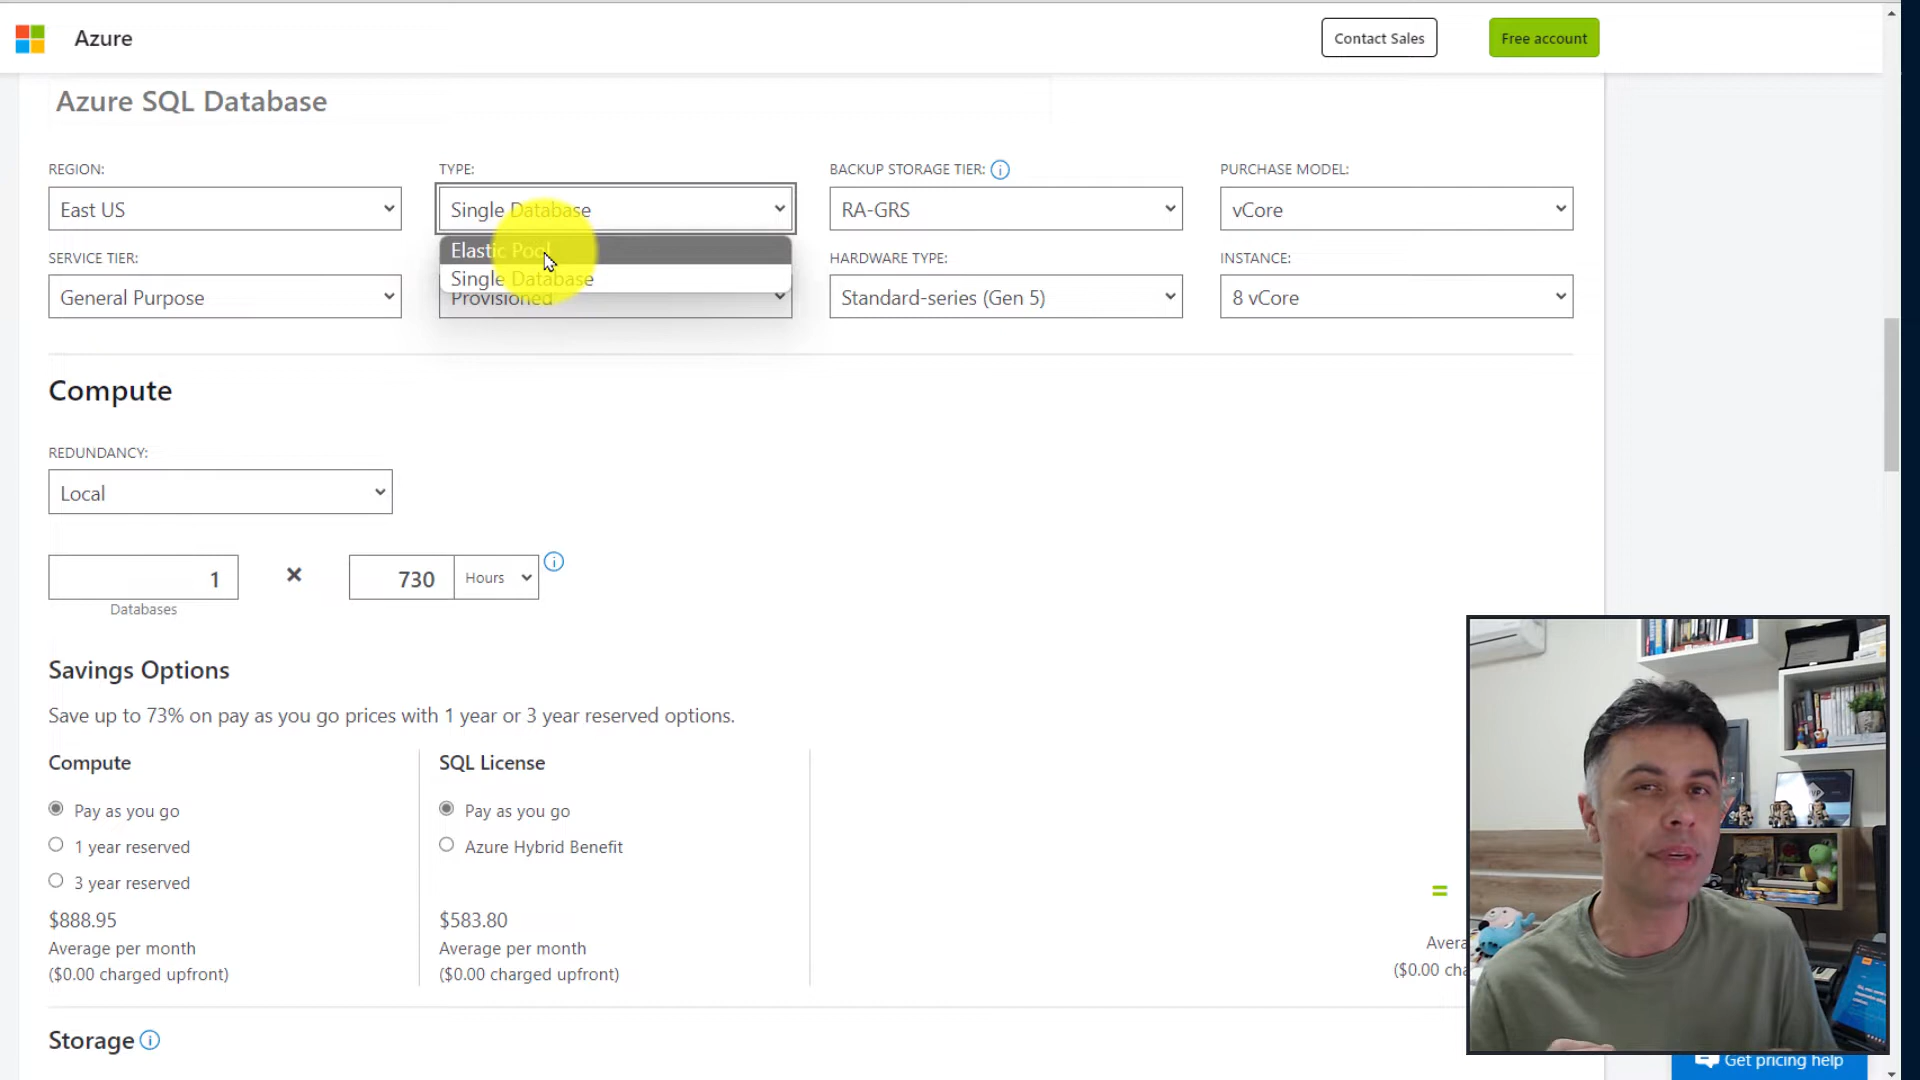 Azure
Contact Sales
Free account
Azure SQL Database
REGION:
TYPE:
BACKUP STORAGE TIER:
PURCHASE MODEL:
East US
Single Database
RA-GRS
vCore
Elastic Pool
Single Database
SERVICE TIER:
HARDWARE TYPE:
INSTANCE:
General Purpose
Provisioned
Standard-series (Gen 5)
8 vCore
Compute
REDUNDANCY:
Local
1
×
730
Hours
Databases
Savings Options
Save up to 73% on pay as you go prices with 1 year or 3 year reserved options.
Compute
SQL License
Pay as you go
Pay as you go
1 year reserved
Azure Hybrid Benefit
3 year reserved
$888.95
$583.80
=
Average per month
Average per month
Avera
($0.00 charged upfront)
($0.00 charged upfront)
($0.00 cha
Storage
Get pricing help